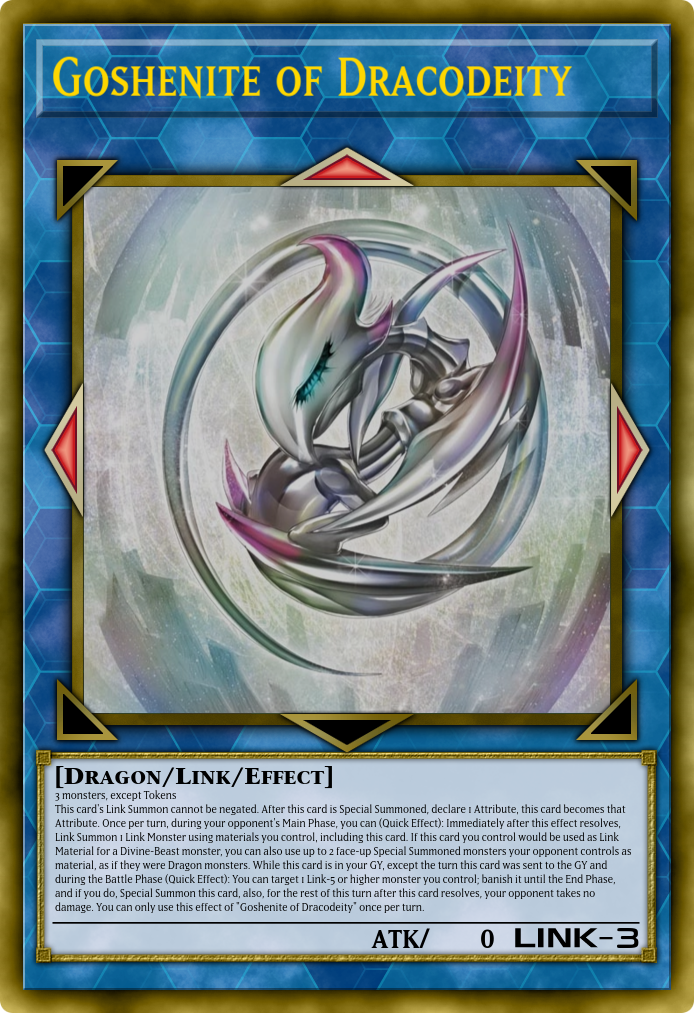 Goshenite of Dracodeity
[Dragon/Link/Effect]
3 monsters, except Tokens
This card's Link Summon cannot be negated. After this card is Special Summoned, declare 1 Attribute, this card becomes that
Attribute. Once per turn, during your opponent's Main Phase, you can (Quick Effect): Immediately after this effect resolves,
Link Summon 1 Link Monster using materials you control, including this card. If this card you control would be used as Link
Material for a Divine-Beast monster, you can also use up to 2 face-up Special Summoned monsters your opponent controls as
material, as if they were Dragon monsters. While this card is in your GY, except the turn this card was sent to the GY and
during the Battle Phase (Quick Effect): You can target 1 Link-5 or higher monster you control; banish it until the End Phase,
and if you do, Special Summon this card, also, for the rest of this turn after this card resolves, your opponent takes no
damage. You can only use this effect of "Goshenite of Dracodeity" once per turn.
ATK/ 0 LINK-3